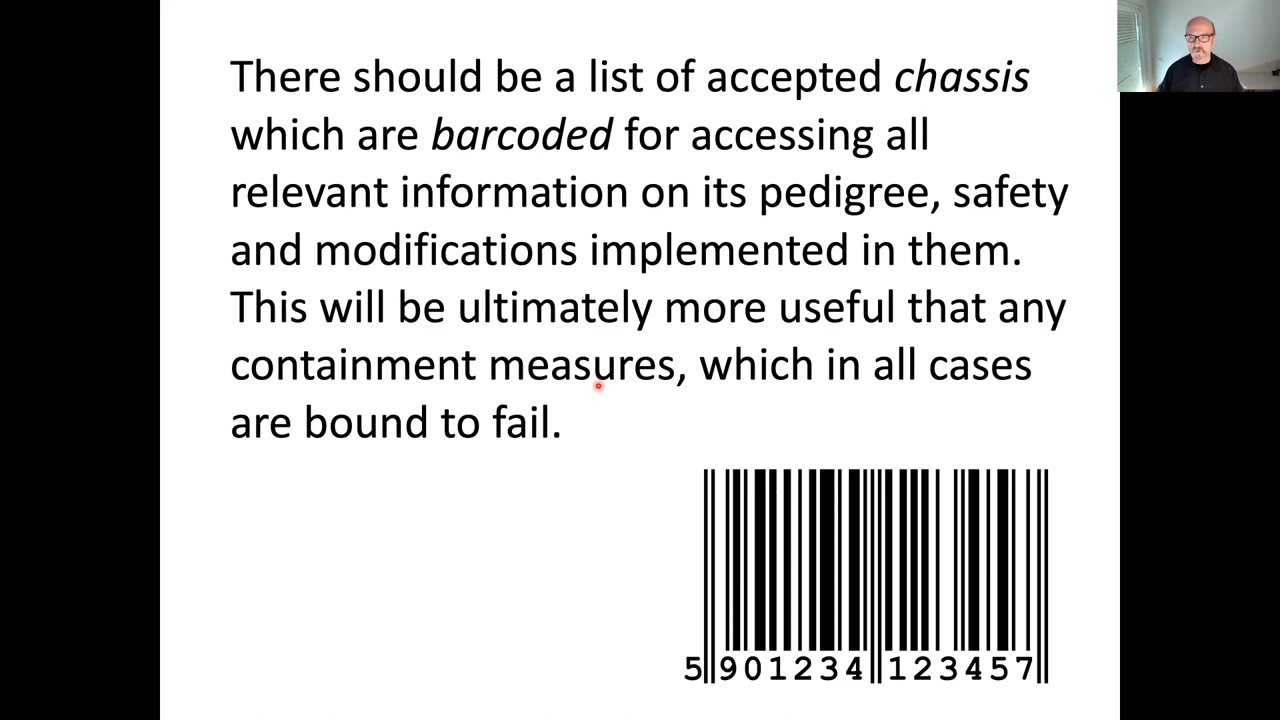 There should be a list of accepted chassis
which are barcoded for accessing all
relevant information on its pedigree, safety
and modifications implemented in them.
This will be ultimately more useful that any
containment measures, which in all cases
are bound to fail.
5 901234 123457